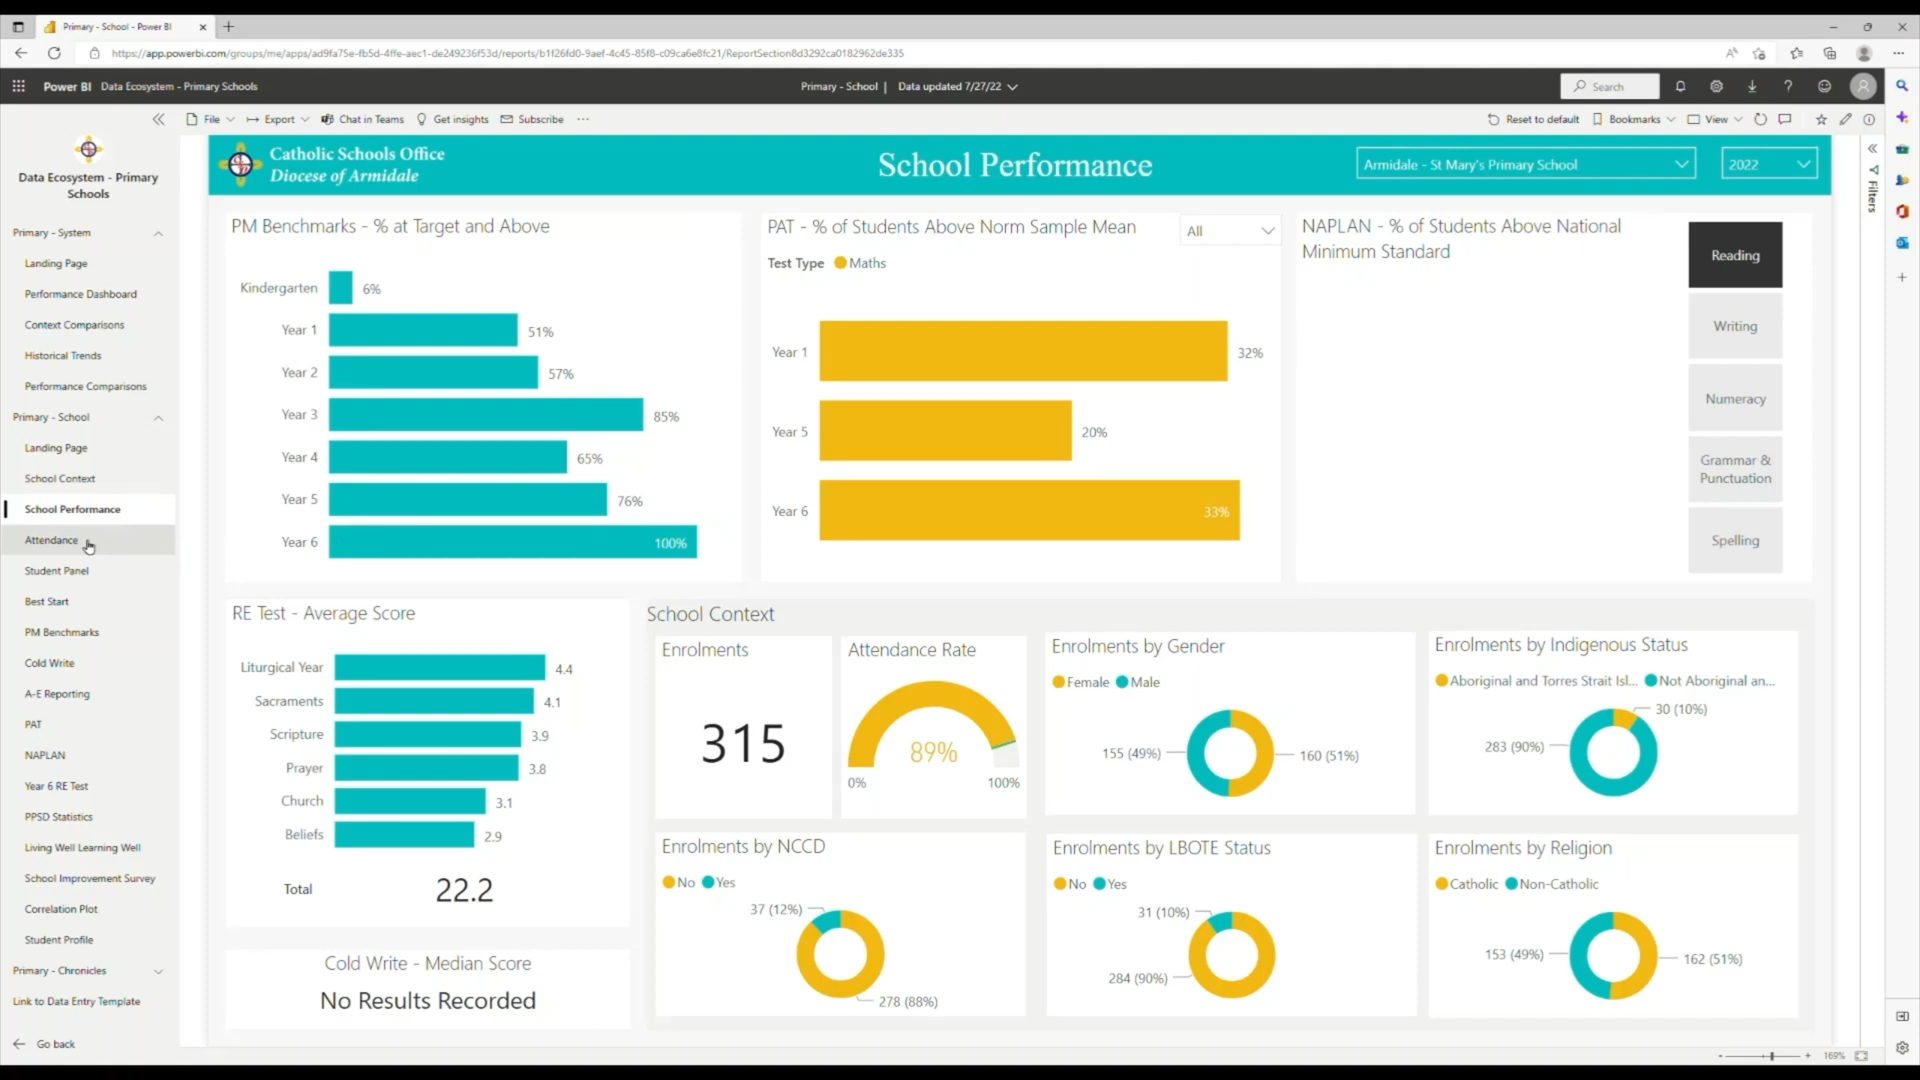 Primary - School - Power BI
https://app.powerbi.com/groups/me/apps/ad9fa75e-fb5d-4ffe-aec1-de249236f53d/reports/b1f26fd0-9aef-4c45-85f8-c09ca6e8fc21/ReportSection8d3292ca0182962de335
Power BI Data Ecosystem - Primary Schools
Primary - School | Data updated 7/27/22
Search
File Export Chat in Teams Get insights Subscribe
Reset to default Bookmarks View
Data Ecosystem - Primary
Schools
Primary - System
Landing Page
Performance Dashboard
Context Comparisons
Historical Trends
Performance Comparisons
Primary - School
Landing Page
School Context
School Performance
Attendance
Student Panel
Best Start
PM Benchmarks
Cold Write
A-E Reporting
PAT
NAPLAN
Year 6 RE Test
PPSD Statistics
Living Well Learning Well
School Improvement Survey
Correlation Plot
Student Profile
Primary - Chronicles
Link to Data Entry Template
Go back
Catholic Schools Office
Diocese of Armidale
School Performance
Armidale - St Mary's Primary School
2022
Filters
PM Benchmarks - % at Target and Above
Kindergarten 6%
Year 1 51%
Year 2 57%
Year 3 85%
Year 4 65%
Year 5 76%
Year 6 100%
PAT - % of Students Above Norm Sample Mean
All
Test Type Maths
Year 1 32%
Year 5 20%
Year 6 33%
NAPLAN - % of Students Above National
Minimum Standard
Reading
Writing
Numeracy
Grammar &
Punctuation
Spelling
RE Test - Average Score
Liturgical Year 4.4
Sacraments 4.1
Scripture 3.9
Prayer 3.8
Church 3.1
Beliefs 2.9
Total 22.2
Cold Write - Median Score
No Results Recorded
School Context
Enrolments
315
Attendance Rate
89%
0% 100%
Enrolments by Gender
Female Male
155 (49%) 160 (51%)
Enrolments by Indigenous Status
Aboriginal and Torres Strait Isl... Not Aboriginal an...
30 (10%)
283 (90%)
Enrolments by NCCD
No Yes
37 (12%)
278 (88%)
Enrolments by LBOTE Status
No Yes
31 (10%)
284 (90%)
Enrolments by Religion
Catholic Non-Catholic
153 (49%) 162 (51%)
169%